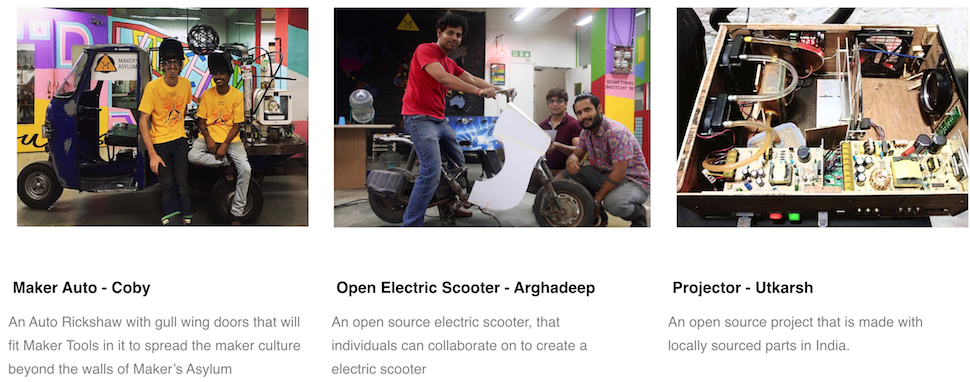 MAKER'S
ASYLUM
SOMETHING
SKETCHY 'N
Maker Auto - Coby
An Auto Rickshaw with gull wing doors that will
fit Maker Tools in it to spread the maker culture
beyond the walls of Maker's Asylum
Open Electric Scooter - Arghadeep
An open source electric scooter, that
individuals can collaborate on to create a
electric scooter
Projector - Utkarsh
An open source project that is made with
locally sourced parts in India.